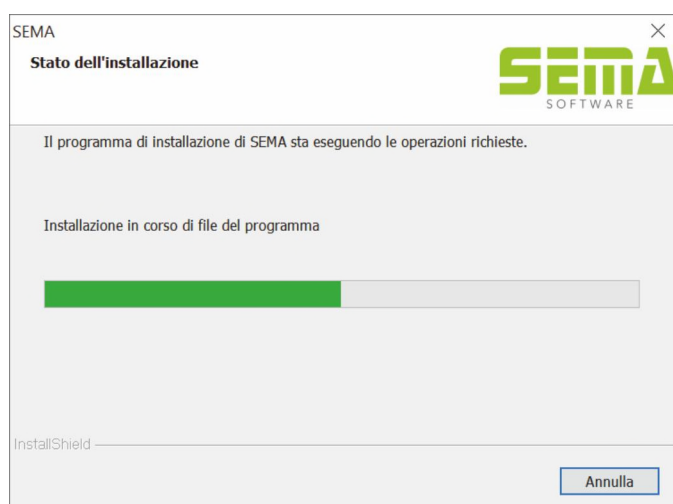 SEMA
Stato dell'installazione
SEMA
SOFTWARE
Il programma di installazione di SEMA sta eseguendo le operazioni richieste.
Installazione in corso di file del programma
InstallShield
Annulla